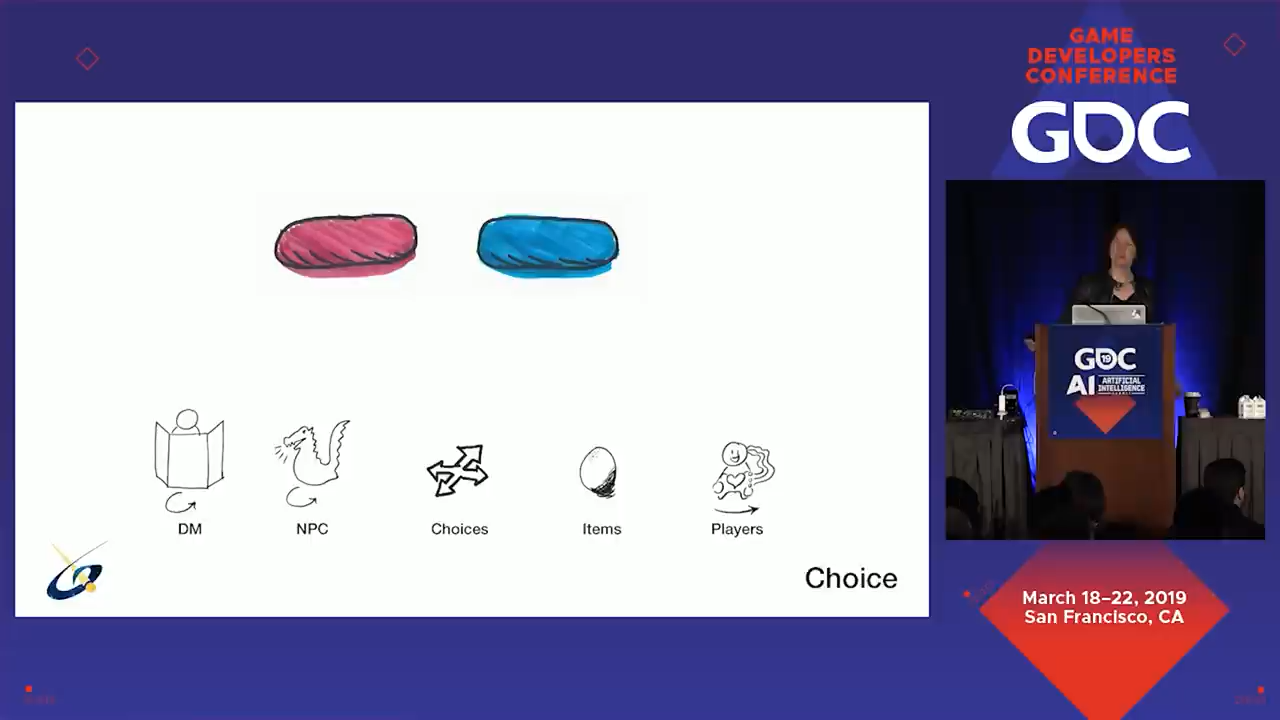 GAME
DEVELOPERS
CONFERENCE
GDC
GDC
19
AI ARTIFICIAL
INTELLIGENCE
DM
NPC
Choices
Items
Players
Choice
March 18–22, 2019
San Francisco, CA